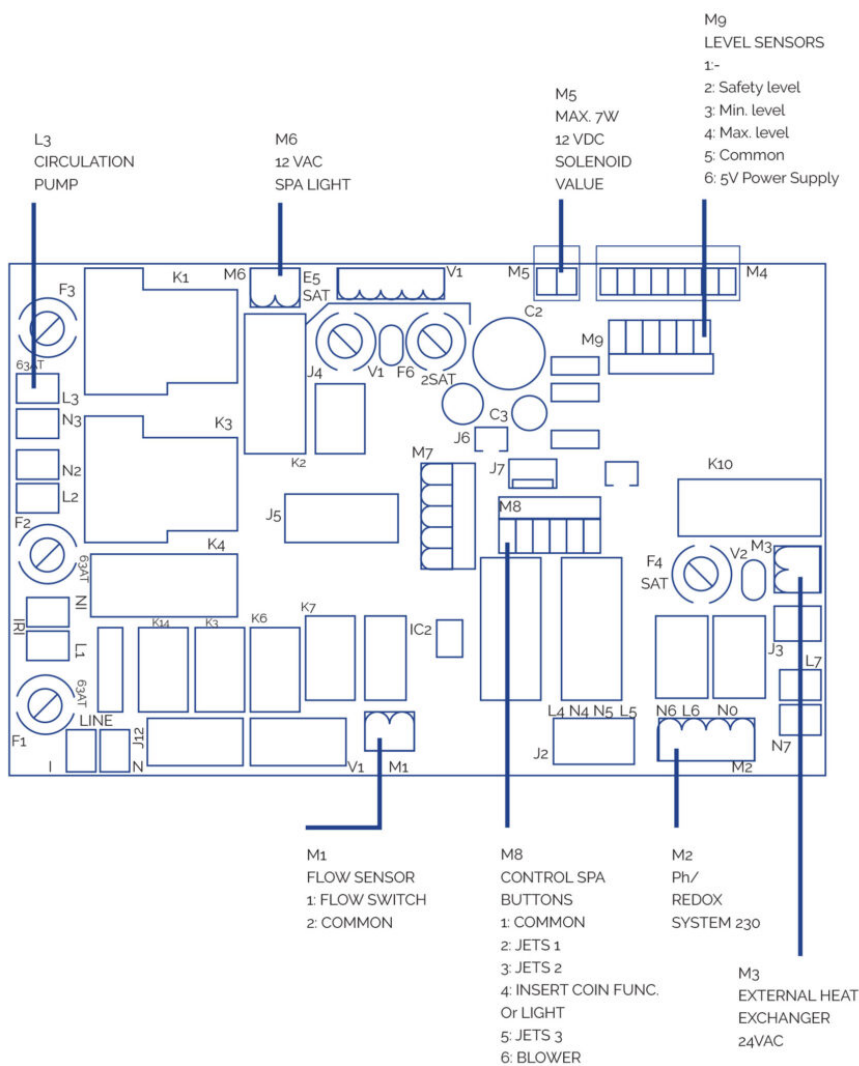 M9
LEVEL SENSORS
1:-
2: Safety level
3: Min. level
4: Max. level
5: Common
6: 5V Power Supply
M5
MAX. 7W
12 VDC
SOLENOID
VALUE
L3
CIRCULATION
PUMP
M6
12 VAC
SPA LIGHT
F3
K1
M6
E5
SAT
V1
M5
M4
63AT
L3
N3
K3
J4
V1
F6
2SAT
C2
M9
C3
J6
K2
M7
J7
N2
L2
J5
M8
K10
F2
63AT
K4
F4
SAT
V2
M3
N1
IR1
L1
K14
K3
K6
K7
IC2
J3
L7
63AT
F1
LINE
I
N
J12
V1
M1
L4 N4 N5 L5
J2
N6 L6 N0
M2
N7
M1
FLOW SENSOR
1: FLOW SWITCH
2: COMMON
M8
CONTROL SPA
BUTTONS
1: COMMON
2: JETS 1
3: JETS 2
4: INSERT COIN FUNC.
Or LIGHT
5: JETS 3
6: BLOWER
M2
Ph/
REDOX
SYSTEM 230
M3
EXTERNAL HEAT
EXCHANGER
24VAC